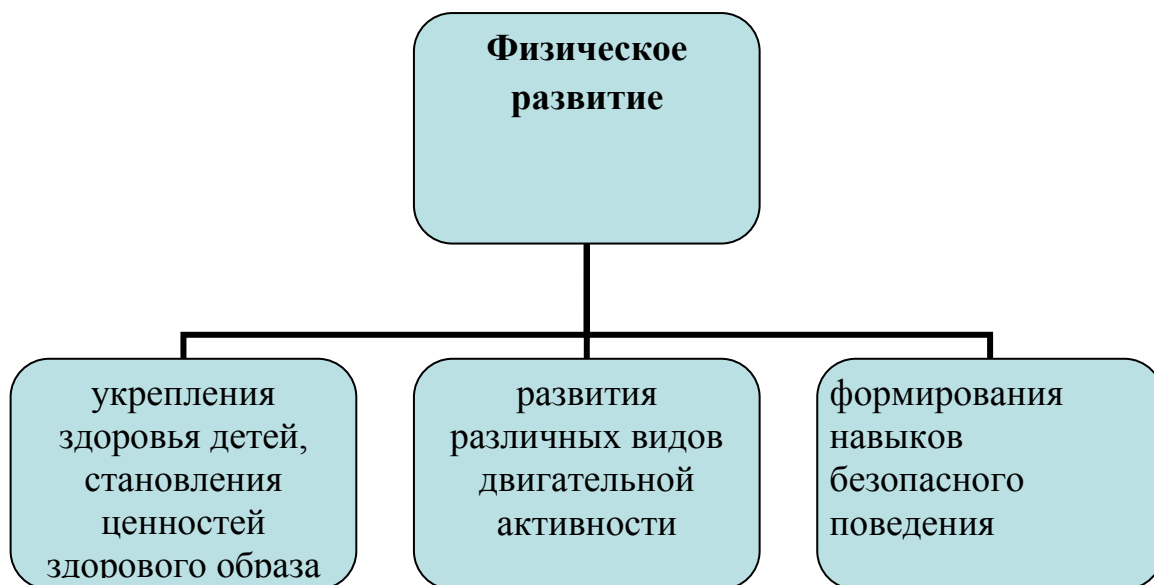 Физическое
развитие
укрепления
здоровья детей,
становления
ценностей
здорового образа
развития
различных видов
двигательной
активности
формирования
навыков
безопасного
поведения